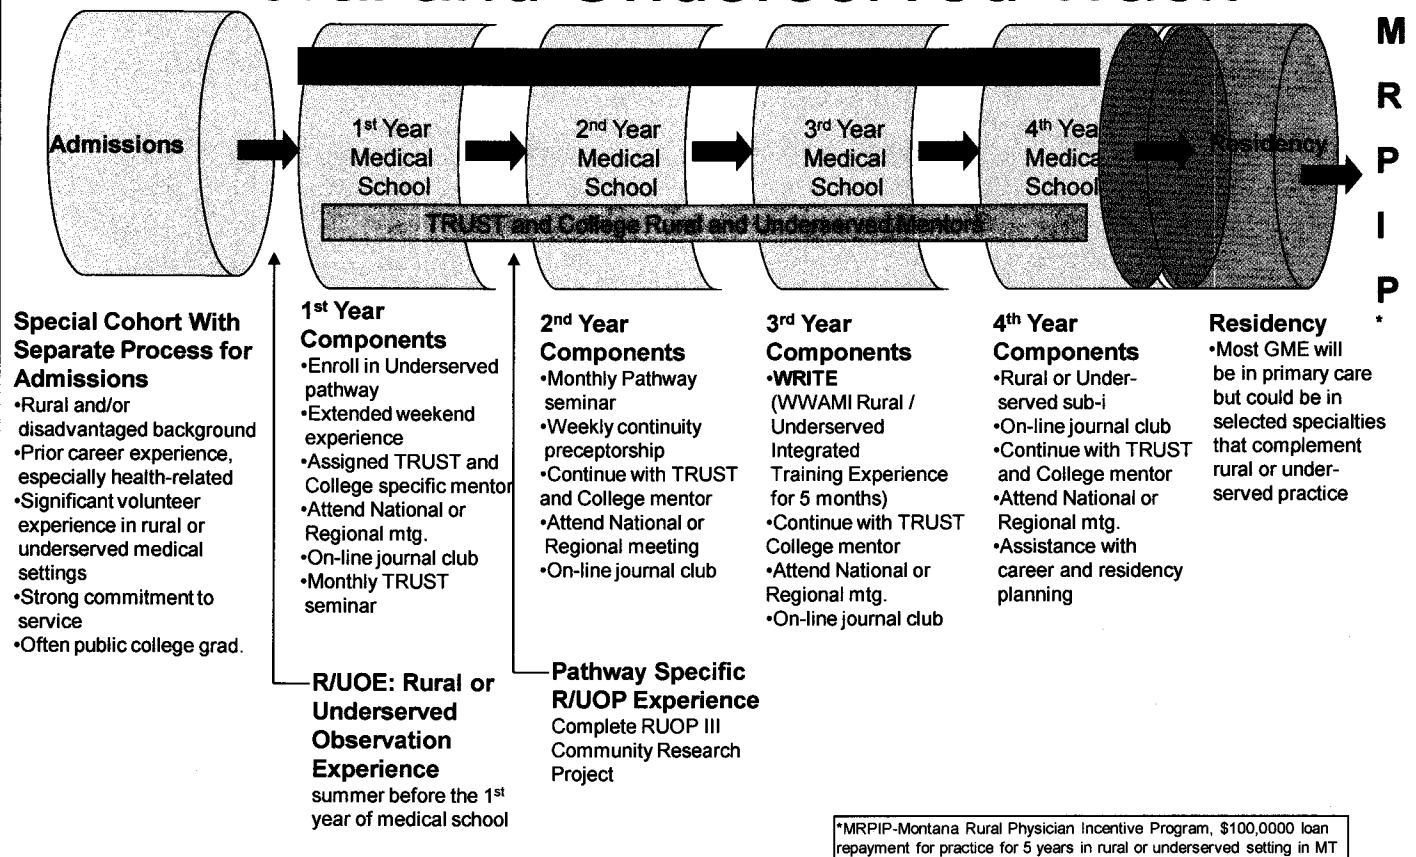 M
R
P
I
P
*
Admissions
1st Year
Medical
School
2nd Year
Medical
School
3rd Year
Medical
School
4th Yea
Medica
School
Residency
TRUST and College Rural and Underserved Mentors
Special Cohort With
Separate Process for
Admissions
•Rural and/or
disadvantaged background
•Prior career experience,
especially health-related
•Significant volunteer
experience in rural or
underserved medical
settings
•Strong commitment to
service
•Often public college grad.
1st Year
Components
•Enroll in Underserved
pathway
•Extended weekend
experience
•Assigned TRUST and
College specific mentor
•Attend National or
Regional mtg.
•On-line journal club
•Monthly TRUST
seminar
2nd Year
Components
•Monthly Pathway
seminar
•Weekly continuity
preceptorship
•Continue with TRUST
and College mentor
•Attend National or
Regional meeting
•On-line journal club
3rd Year
Components
•WRITE
(WWAMI Rural /
Underserved
Integrated
Training Experience
for 5 months)
•Continue with TRUST
College mentor
•Attend National or
Regional mtg.
•On-line journal club
4th Year
Components
•Rural or Under-
served sub-i
•On-line journal club
•Continue with TRUST
and College mentor
•Attend National or
Regional mtg.
•Assistance with
career and residency
planning
Residency
•Most GME will
be in primary care
but could be in
selected specialties
that complement
rural or under-
served practice
R/UOE: Rural or
Underserved
Observation
Experience
summer before the 1st
year of medical school
Pathway Specific
R/UOP Experience
Complete RUOP III
Community Research
Project
*MRPIP-Montana Rural Physician Incentive Program, $100,0000 loan
repayment for practice for 5 years in rural or underserved setting in MT